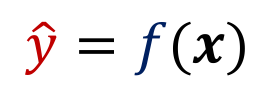 ŷ = f(x)